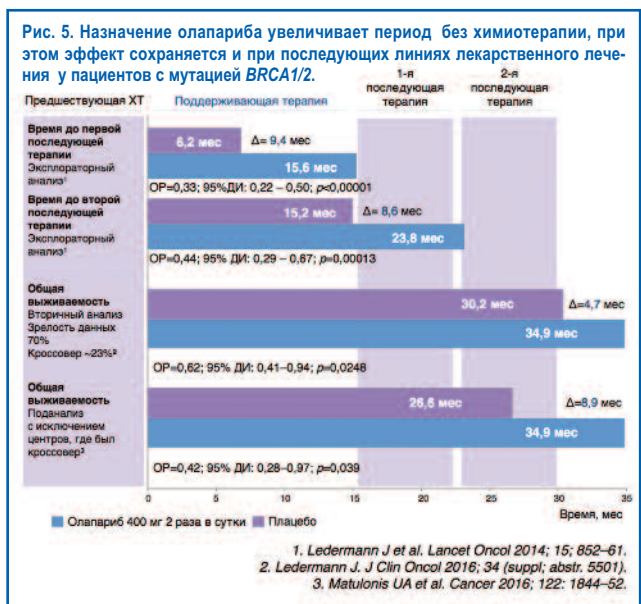 Рис. 5. Назначение олапариба увеличивает период без химиотерапии, при
этом эффект сохраняется и при последующих линиях лекарственного лече-
ния у пациентов с мутацией BRCA1/2.
Предшествующая ХТ
Поддерживающая терапия
1-я
последующая
терапия
2-я
последующая
терапия
Время до первой
последующей
терапии
Эксплораторный
анализ¹
6,2 мес
Δ= 9,4 мес
15,6 мес
ОР=0,33; 95%ДИ: 0,22 – 0,50; p<0,00001
Время до второй
последующей
терапии
Эксплораторный
анализ¹
15,2 мес
Δ= 8,6 мес
23,8 мес
ОР=0,44; 95% ДИ: 0,29 – 0,67; p=0,00013
Общая
выживаемость
Вторичный анализ
Зрелость данных
70%
Кроссовер ~23%²
30,2 мес
Δ=4,7 мес
34,9 мес
ОР=0,62; 95% ДИ: 0,41–0,94; p=0,0248
Общая
выживаемость
Поданализ
с исключением
центров, где был
кроссовер³
26,6 мес
Δ=8,9 мес
34,9 мес
ОР=0,42; 95% ДИ: 0,28–0,97; p=0,039
0 5 10 15 20 25 30 35
Время, мес
Олапариб 400 мг 2 раза в сутки
Плацебо
1. Ledermann J et al. Lancet Oncol 2014; 15; 852–61.
2. Ledermann J. J Clin Oncol 2016; 34 (suppl; abstr. 5501).
3. Matulonis UA et al. Cancer 2016; 122: 1844–52.